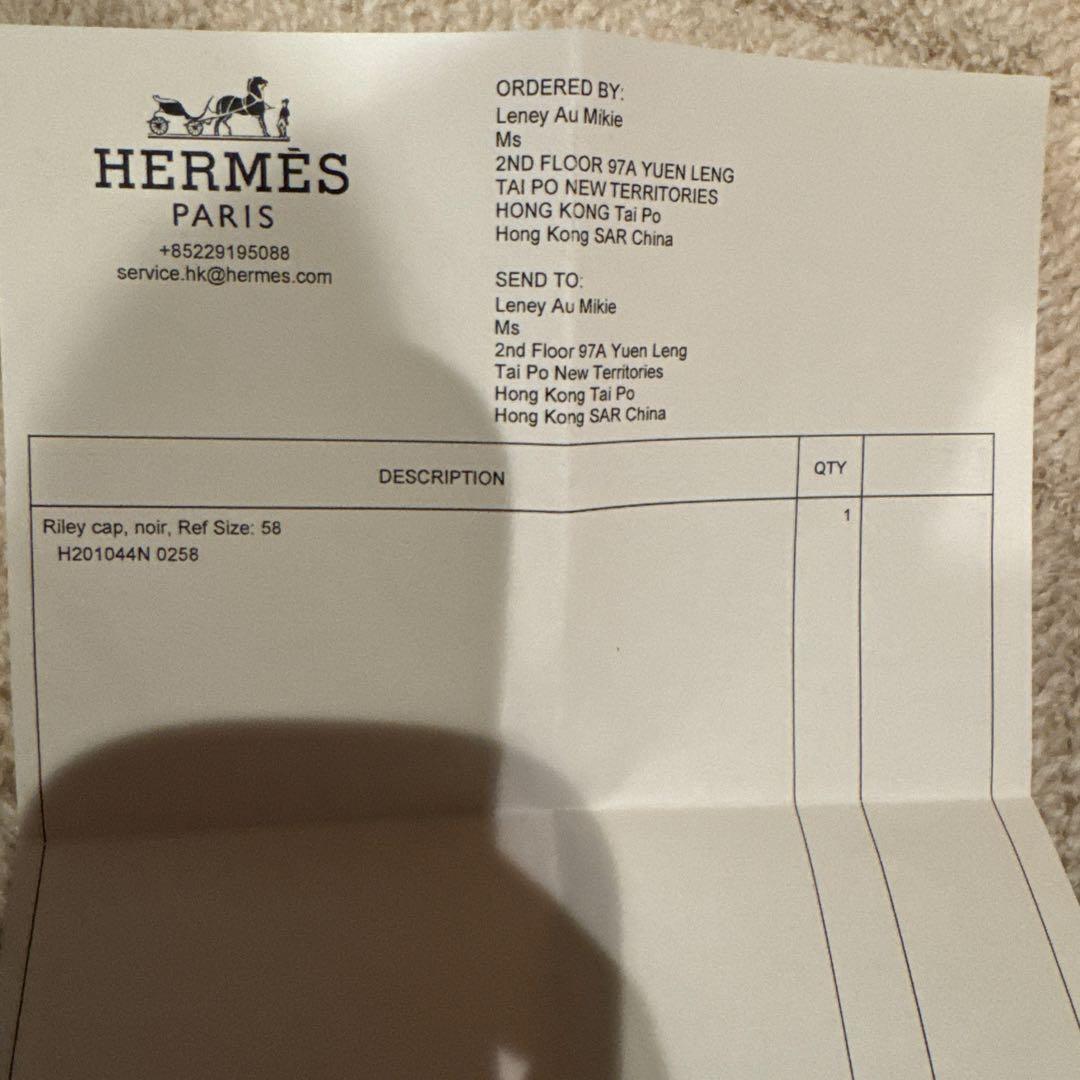 HERMÈS
PARIS
+85229195088
service.hk@hermes.com
ORDERED BY:
Leney Au Mikie
Ms
2ND FLOOR 97A YUEN LENG
TAI PO NEW TERRITORIES
HONG KONG Tai Po
Hong Kong SAR China
SEND TO:
Leney Au Mikie
Ms
2nd Floor 97A Yuen Leng
Tai Po New Territories
Hong Kong Tai Po
Hong Kong SAR China
DESCRIPTION QTY
Riley cap, noir, Ref Size: 58 1
H201044N 0258